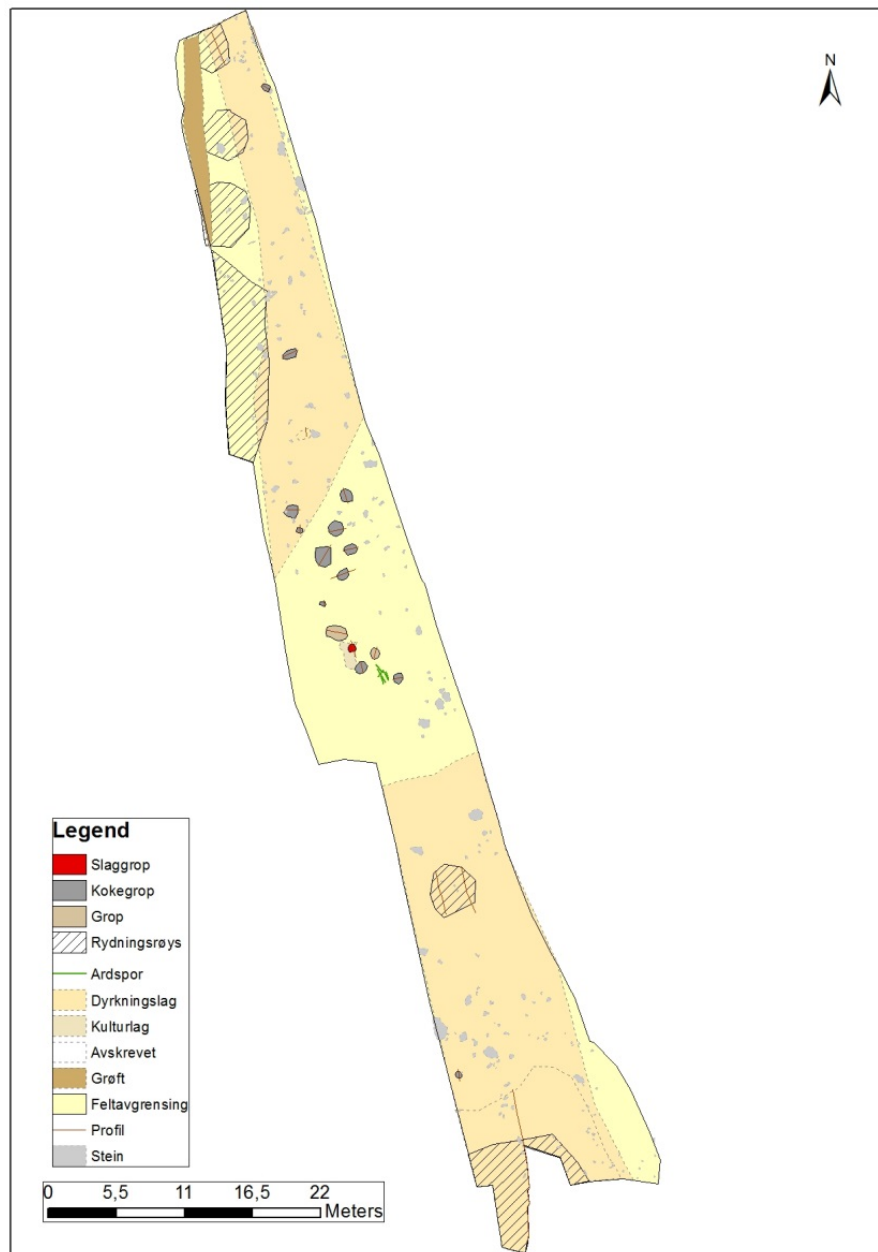 N
Legend
Slaggrop
Kokegrop
Grop
Rydningsrøys
Ardspor
Dyrkningslag
Kulturlag
Avskrevet
Grøft
Feltavgrensing
Profil
Stein
0 5,5 11 16,5 22
Meters